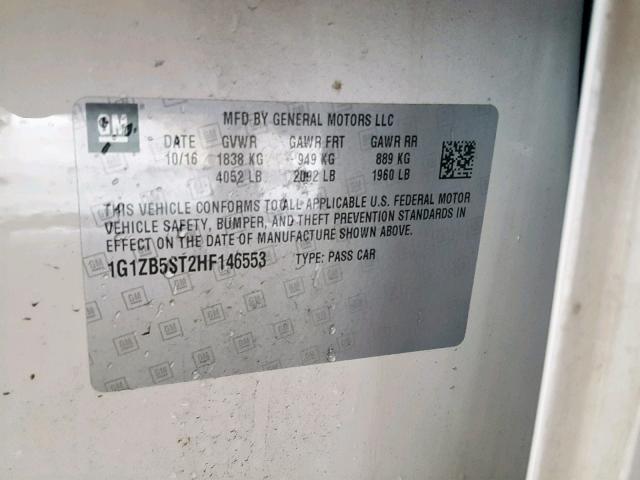 GM
MFD BY GENERAL MOTORS LLC
DATE GVWR GAWR FRT GAWR RR
10/16 1838 KG 949 KG 889 KG
4052 LB 2092 LB 1960 LB
THIS VEHICLE CONFORMS TO ALL APPLICABLE U.S. FEDERAL MOTOR
VEHICLE SAFETY, BUMPER, AND THEFT PREVENTION STANDARDS IN
EFFECT ON THE DATE OF MANUFACTURE SHOWN ABOVE.
1G1ZB5ST2HF146553 TYPE: PASS CAR